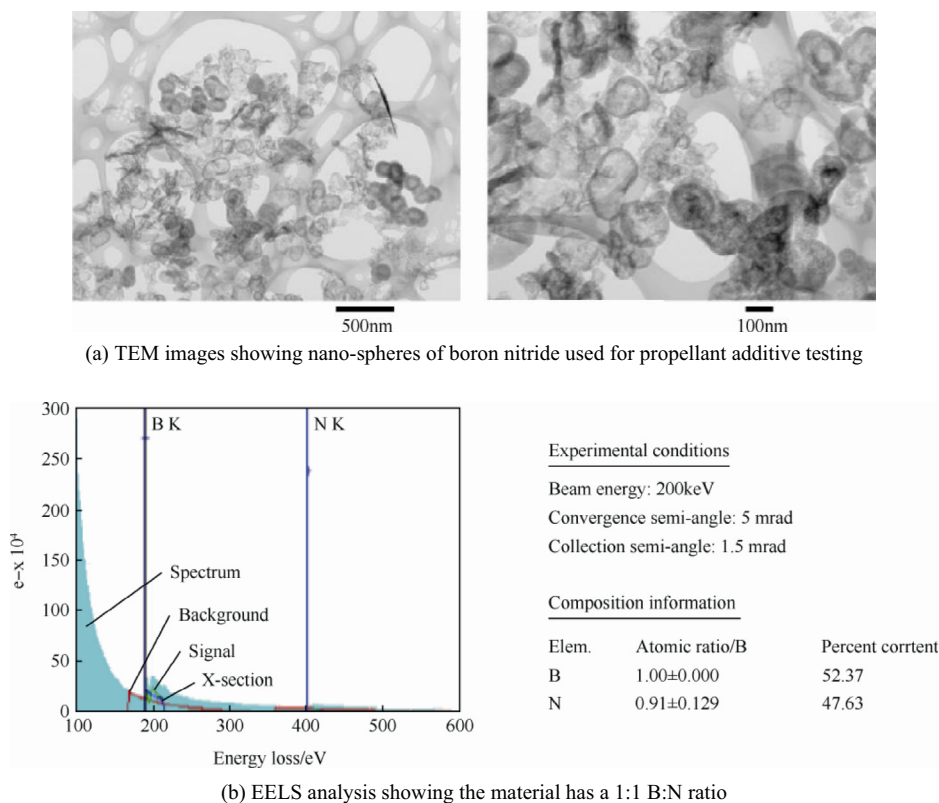 500nm
100nm
(a) TEM images showing nano-spheres of boron nitride used for propellant additive testing
300
250
200
150
100
50
0
e–x 10⁴
B K
N K
Spectrum
Background
Signal
X-section
100
200
300
400
500
600
Energy loss/eV
Experimental conditions
Beam energy: 200keV
Convergence semi-angle: 5 mrad
Collection semi-angle: 1.5 mrad
Composition information
Elem. Atomic ratio/B Percent corrtent
B 1.00±0.000 52.37
N 0.91±0.129 47.63
(b) EELS analysis showing the material has a 1:1 B:N ratio